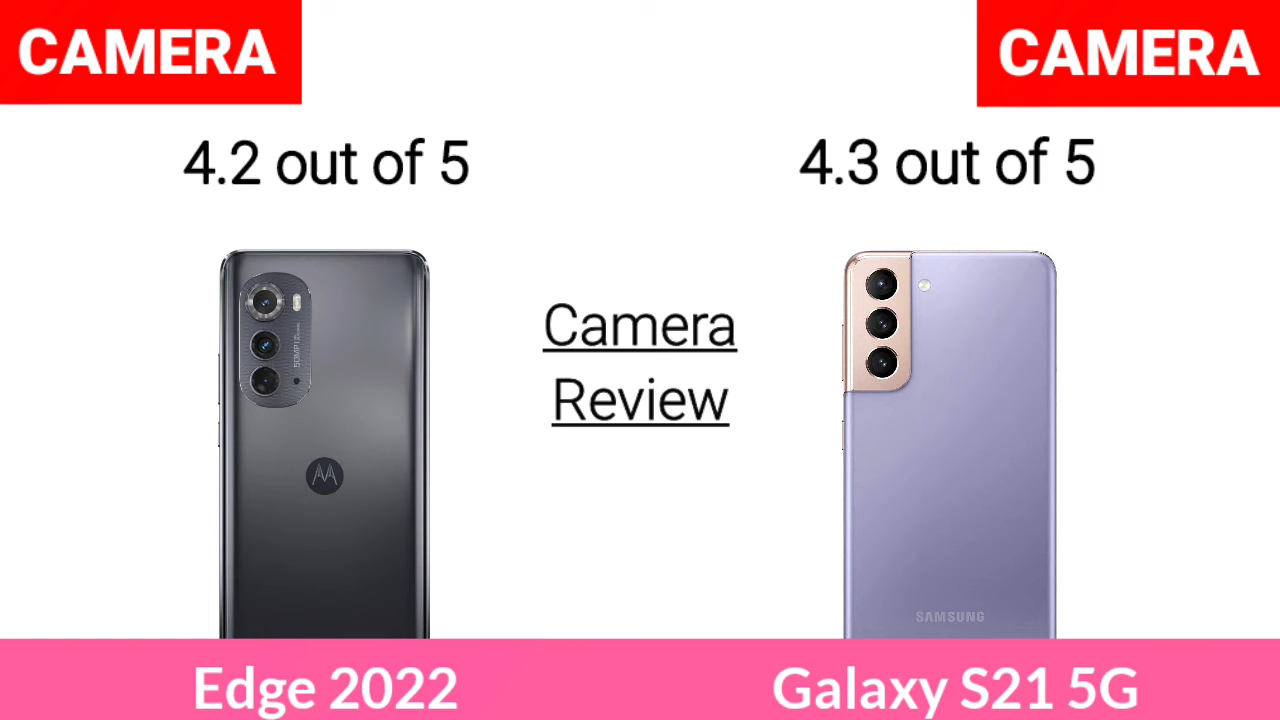 CAMERA
CAMERA
4.2 out of 5
4.3 out of 5
Camera
Review
50MP
SAMSUNG
Edge 2022
Galaxy S21 5G